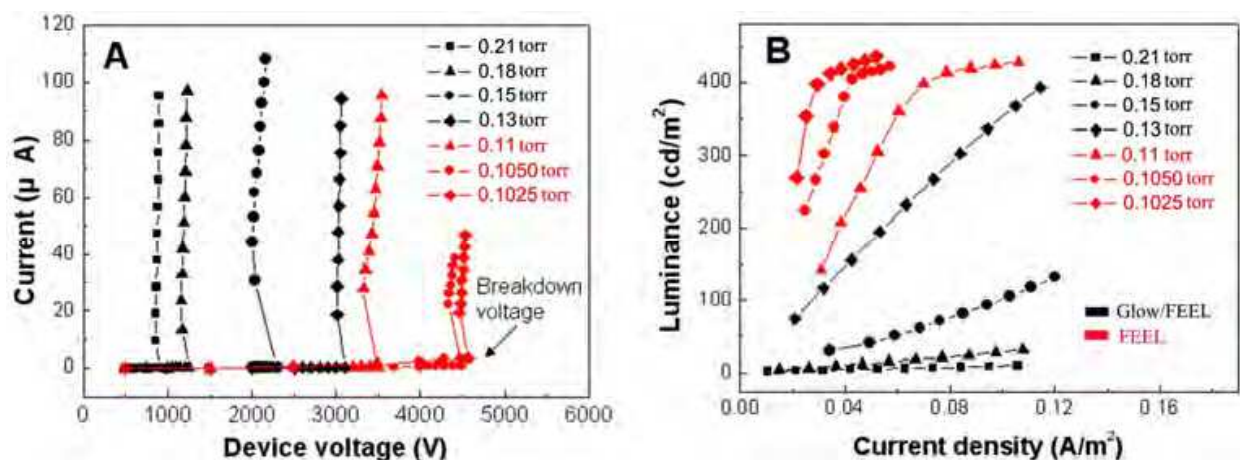 A
0.21 torr
0.18 torr
0.15 torr
0.13 torr
0.11 torr
0.1050 torr
0.1025 torr
Breakdown
voltage
Current (μ A)
120
100
80
60
40
20
0
0 1000 2000 3000 4000 5000 6000
Device voltage (V)
B
0.21 torr
0.18 torr
0.15 torr
0.13 torr
0.11 torr
0.1050 torr
0.1025 torr
Glow/FEEL
FEEL
Luminance (cd/m²)
400
300
200
100
0
0.00 0.04 0.08 0.12 0.16
Current density (A/m²)